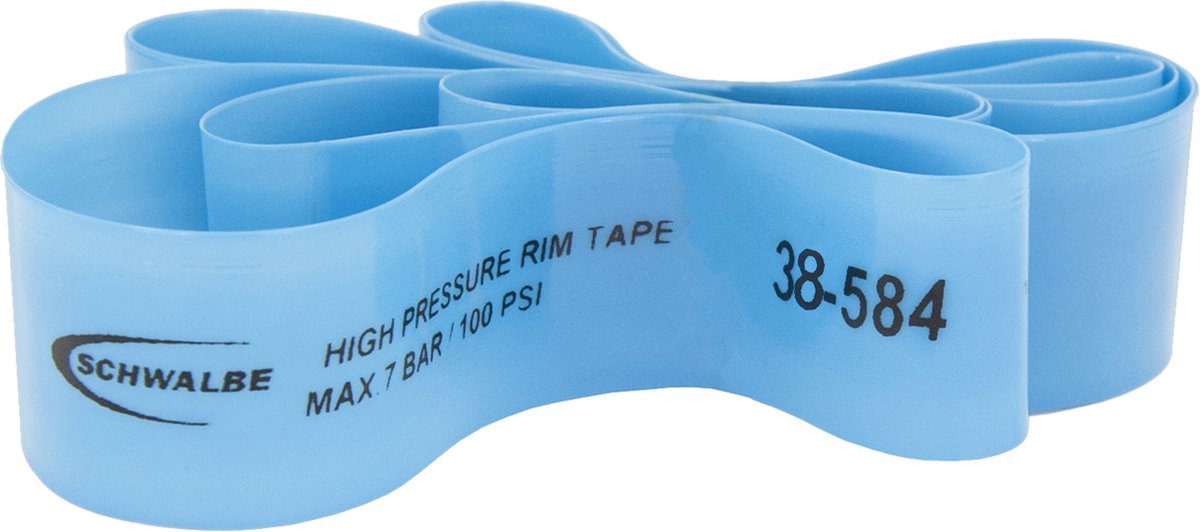 SCHWALBE
HIGH PRESSURE RIM TAPE
MAX. 7 BAR / 100 PSI
38-584